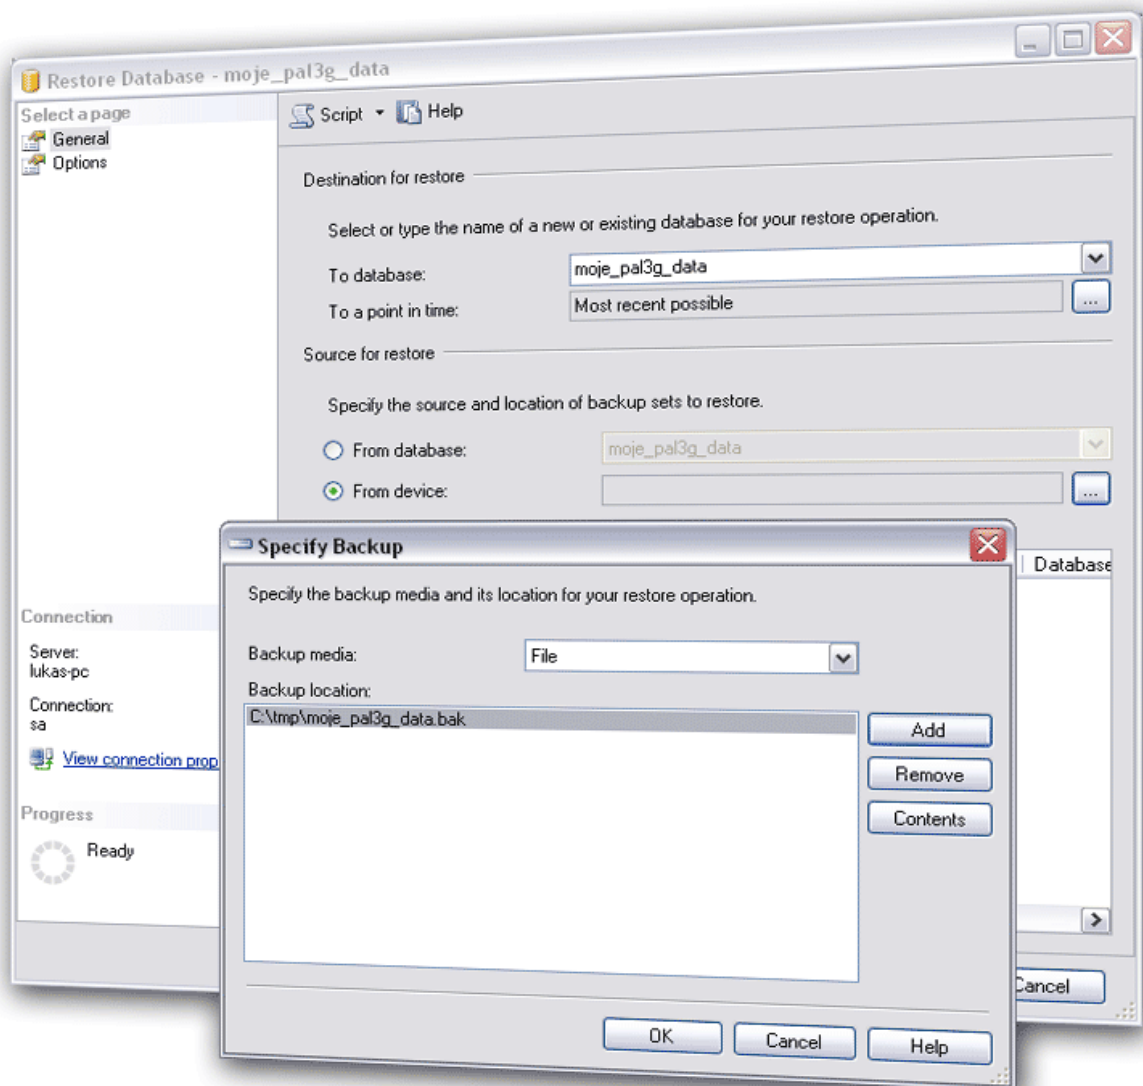 Restore Database - moje_pal3g_data
Select a page
General
Options
Script Help
Destination for restore
Select or type the name of a new or existing database for your restore operation.
To database: moje_pal3g_data
To a point in time: Most recent possible
...
Source for restore
Specify the source and location of backup sets to restore.
From database: moje_pal3g_data
From device:
...
Database
Connection
Server:
lukas-pc
Connection:
sa
View connection prop
Progress
Ready
Cancel
Specify Backup
Specify the backup media and its location for your restore operation.
Backup media: File
Backup location:
C:\tmp\moje_pal3g_data.bak
Add
Remove
Contents
OK Cancel Help